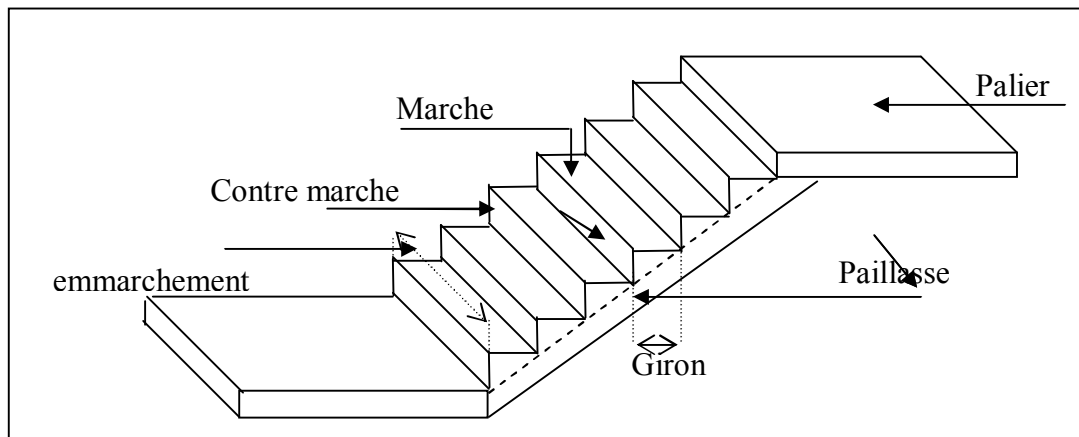 Palier
Marche
Contre marche
emmarchement
Paillasse
Giron